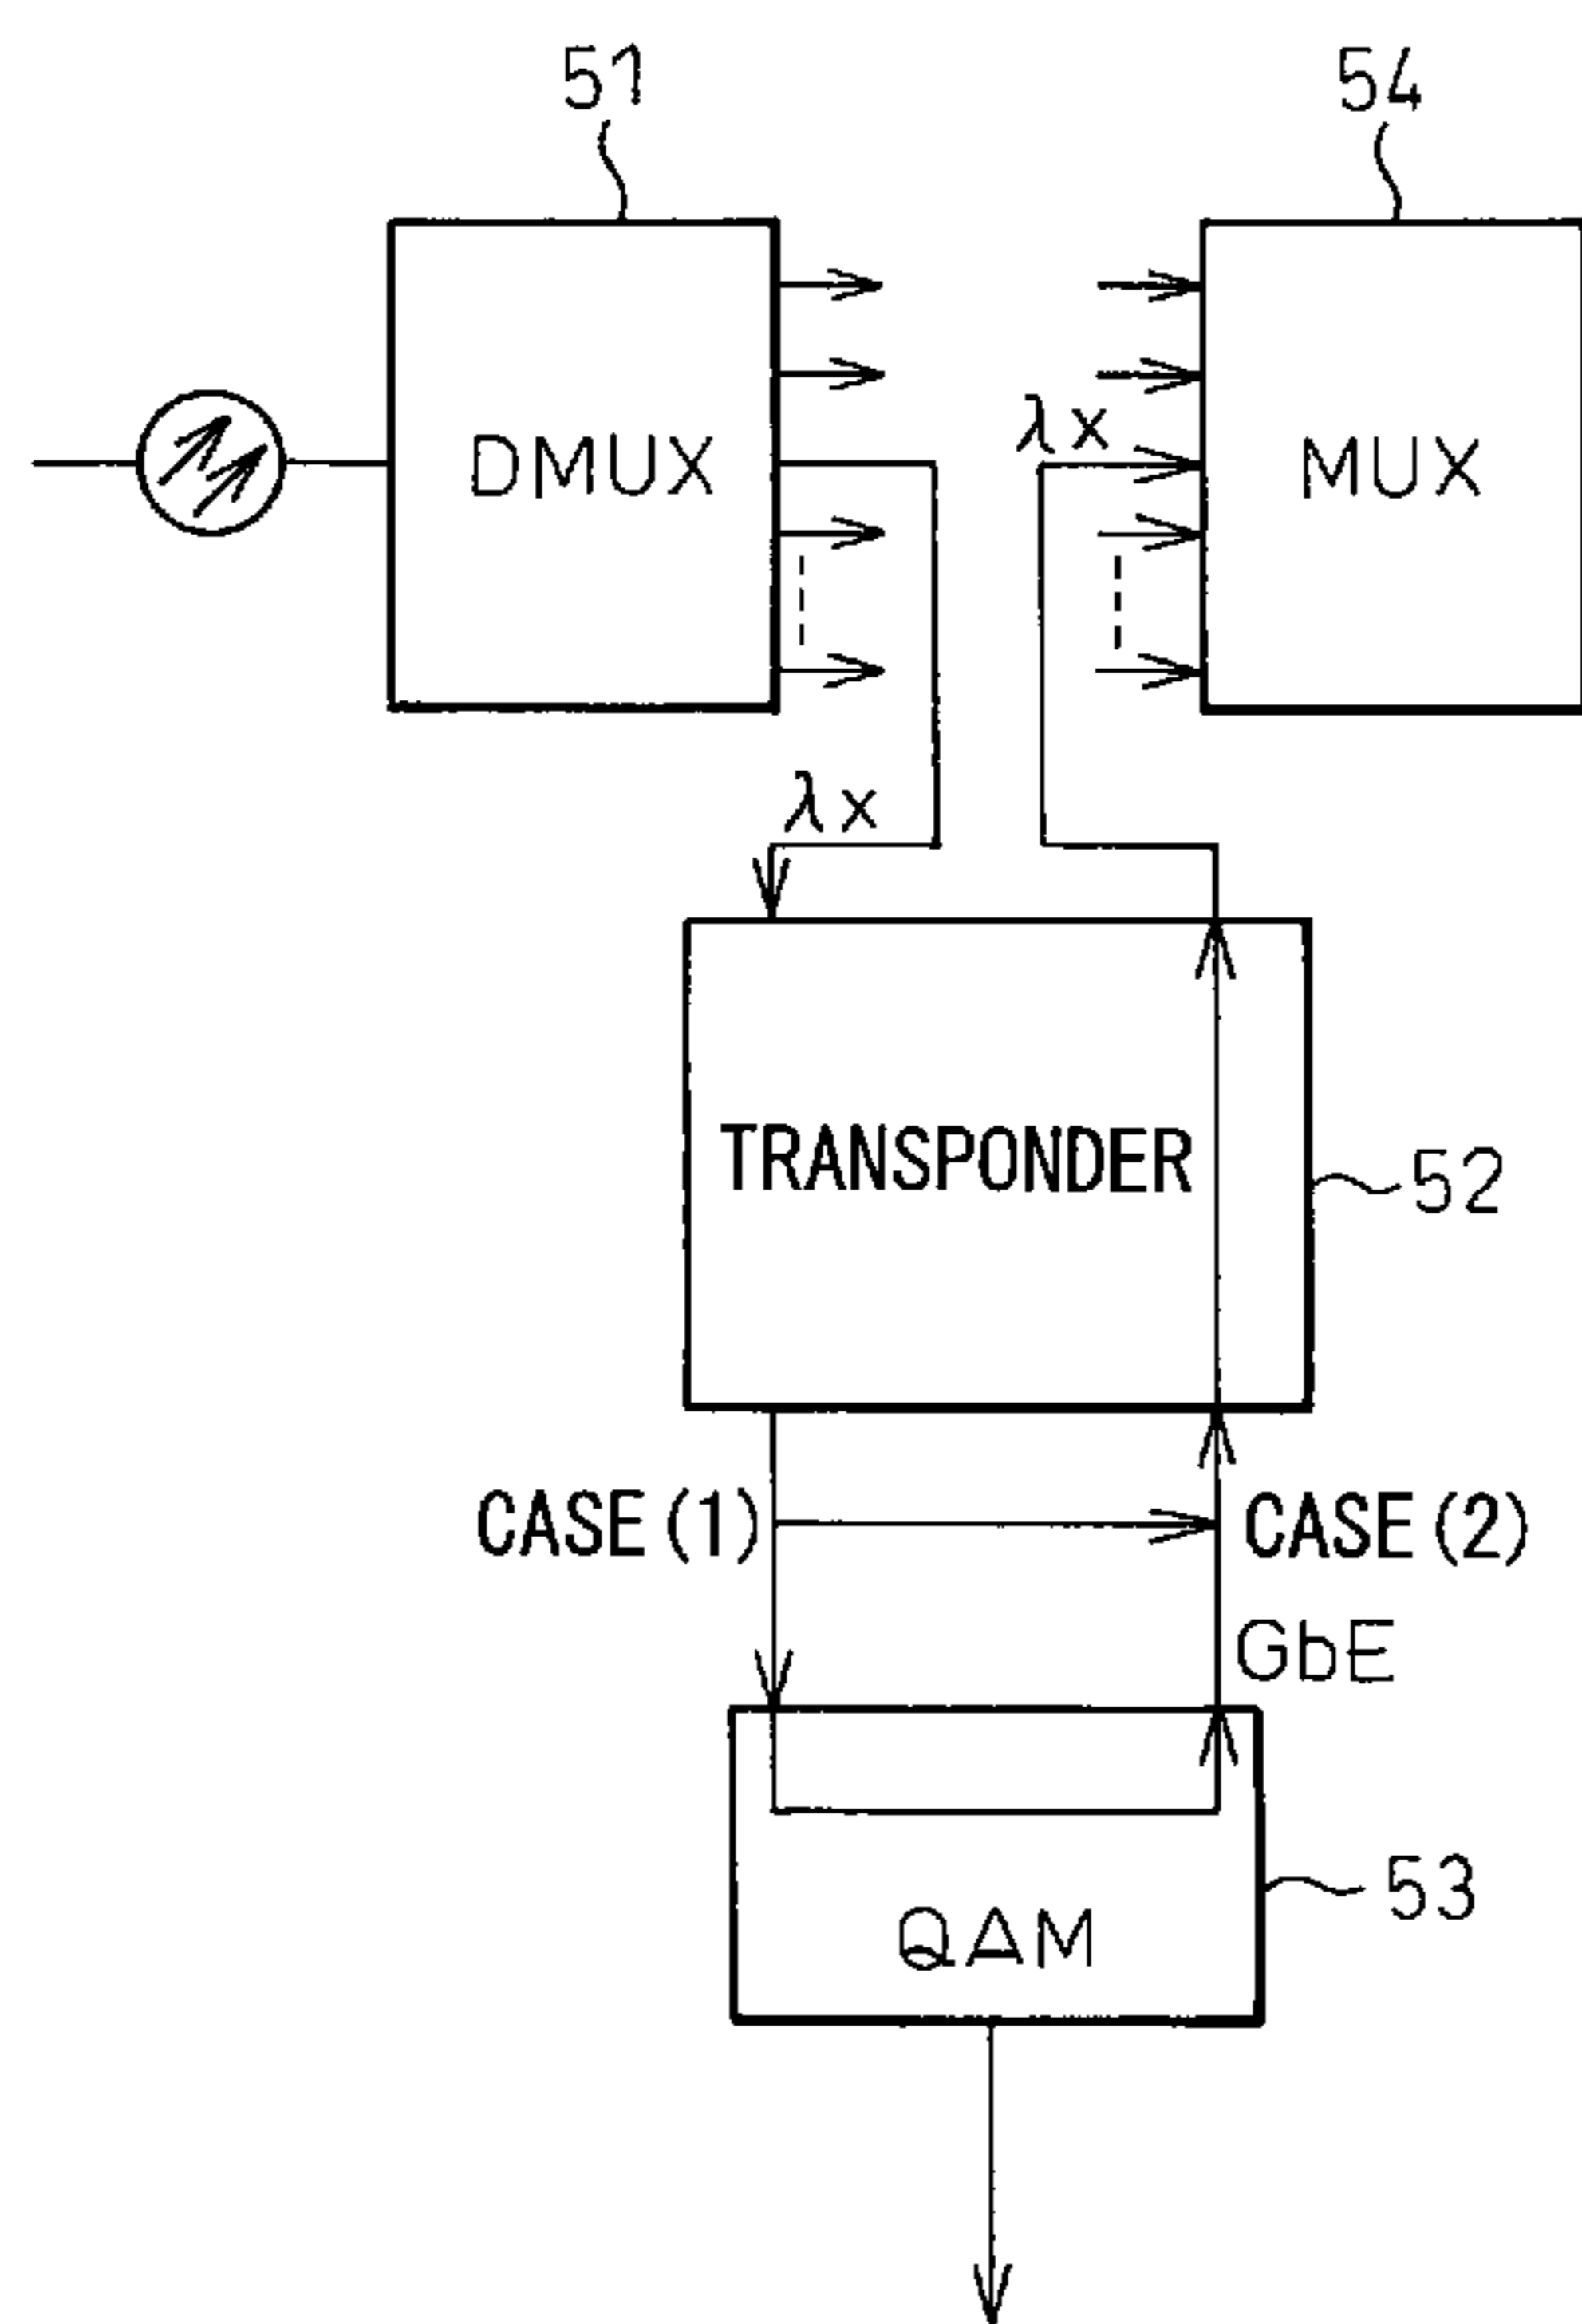 51
54
DMUX
λx
MUX
λx
TRANSPONDER
52
CASE(1)
CASE(2)
GbE
53
QAM